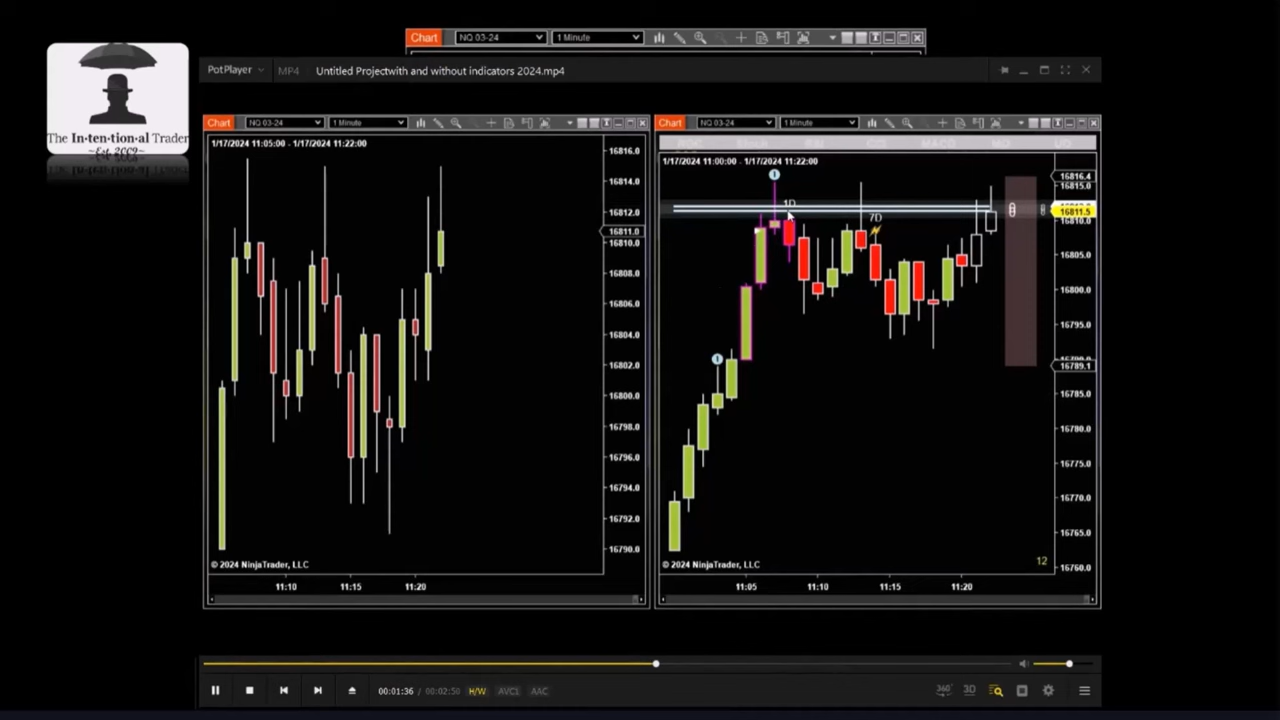 Chart NQ 03-24 1 Minute
The In·ten·tion·al Trader
~Est 2009~
PotPlayer MP4 Untitled Projectwith and without indicators 2024.mp4
Chart NQ 03-24 1 Minute
1/17/2024 11:05:00 - 1/17/2024 11:22:00
16816.0
16814.0
16812.0
16811.0
16810.0
16808.0
16806.0
16804.0
16802.0
16800.0
16798.0
16796.0
16794.0
16792.0
16790.0
© 2024 NinjaTrader, LLC
11:10 11:15 11:20
Chart NQ 03-24 1 Minute
ROC Stoch RSI CCI MACD UO
1/17/2024 11:00:00 - 1/17/2024 11:22:00
1D
7D
16816.4
16815.0
16811.5
16810.0
16805.0
16800.0
16795.0
16789.1
16785.0
16780.0
16775.0
16770.0
16765.0
16760.0
12
© 2024 NinjaTrader, LLC
11:05 11:10 11:15 11:20
00:01:36 / 00:02:50 H/W AVC1 AAC
360° 3D